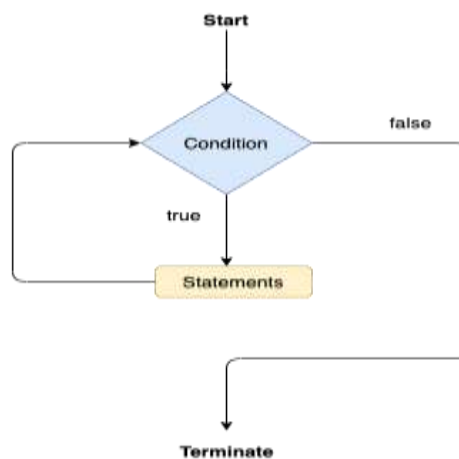 Start
Condition
false
true
Statements
Terminate